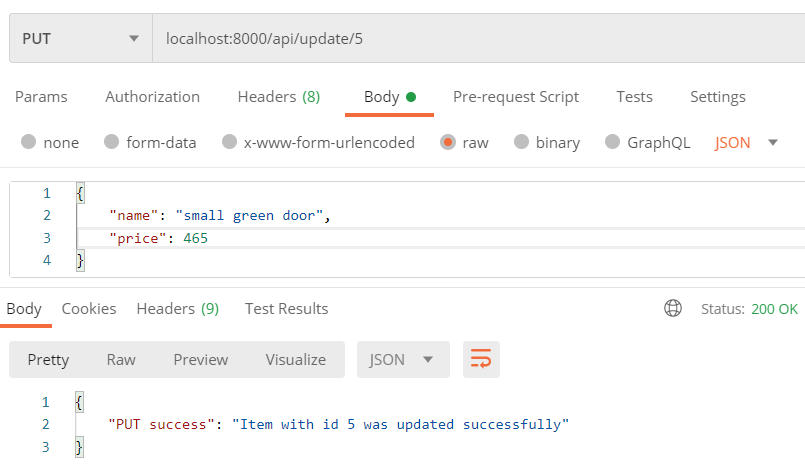 PUT localhost:8000/api/update/5
Params Authorization Headers (8) Body Pre-request Script Tests Settings
none form-data x-www-form-urlencoded raw binary GraphQL JSON
1 {
2 "name": "small green door",
3 "price": 465
4 }
Body Cookies Headers (9) Test Results Status: 200 OK
Pretty Raw Preview Visualize JSON
1 {
2 "PUT success": "Item with id 5 was updated successfully"
3 }